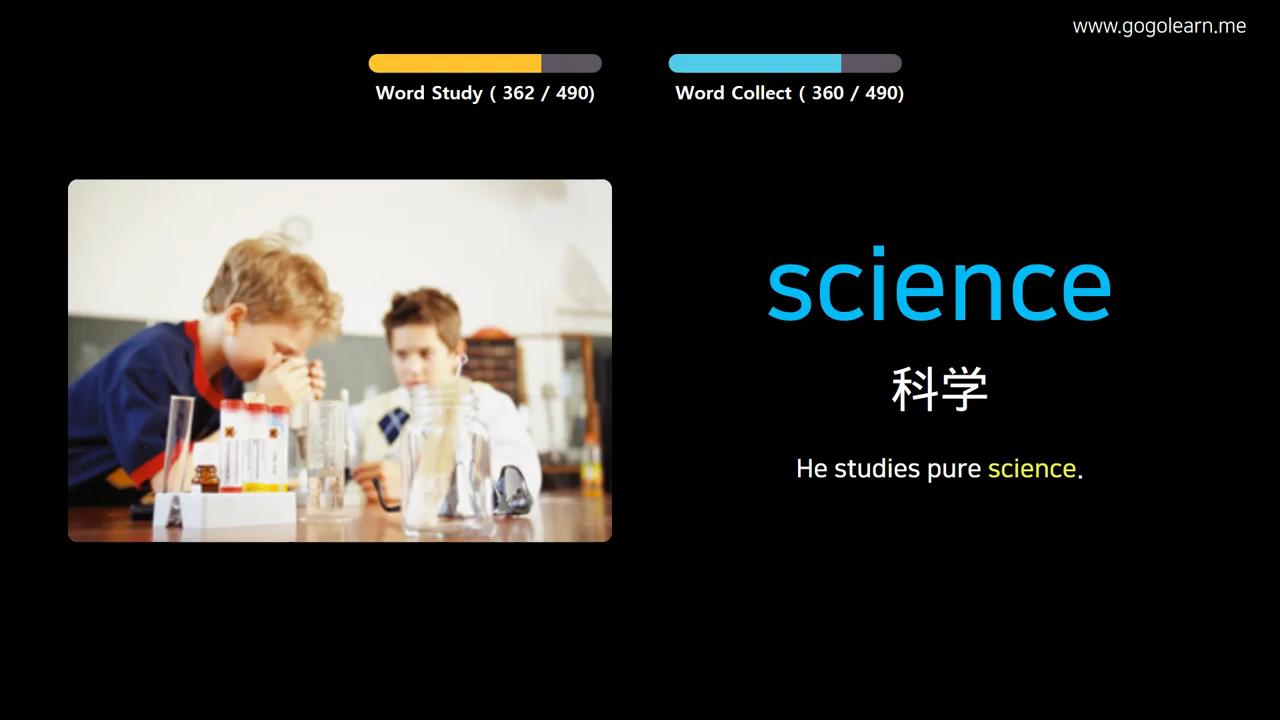 www.gogolearn.me
Word Study ( 362 / 490)
Word Collect ( 360 / 490)
science
科学
He studies pure science.